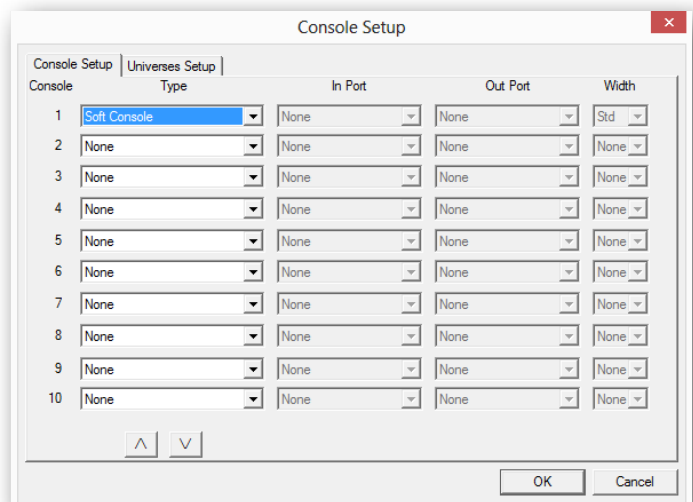 Console Setup
Console Setup Universes Setup
Console Type In Port Out Port Width
1 Soft Console None None Std
2 None None None None
3 None None None None
4 None None None None
5 None None None None
6 None None None None
7 None None None None
8 None None None None
9 None None None None
10 None None None None
OK Cancel